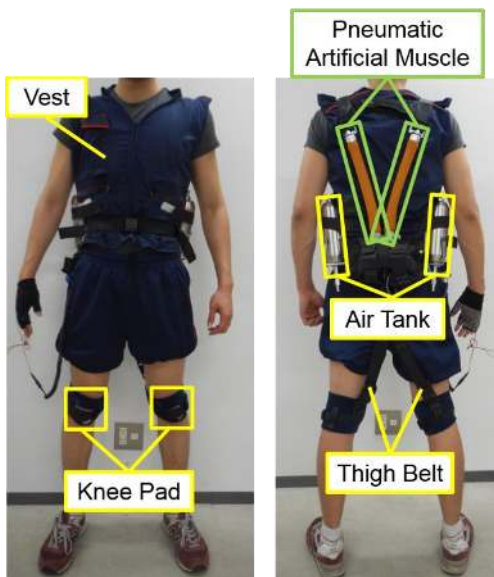 Pneumatic
Artificial Muscle
Vest
Air Tank
Knee Pad
Thigh Belt